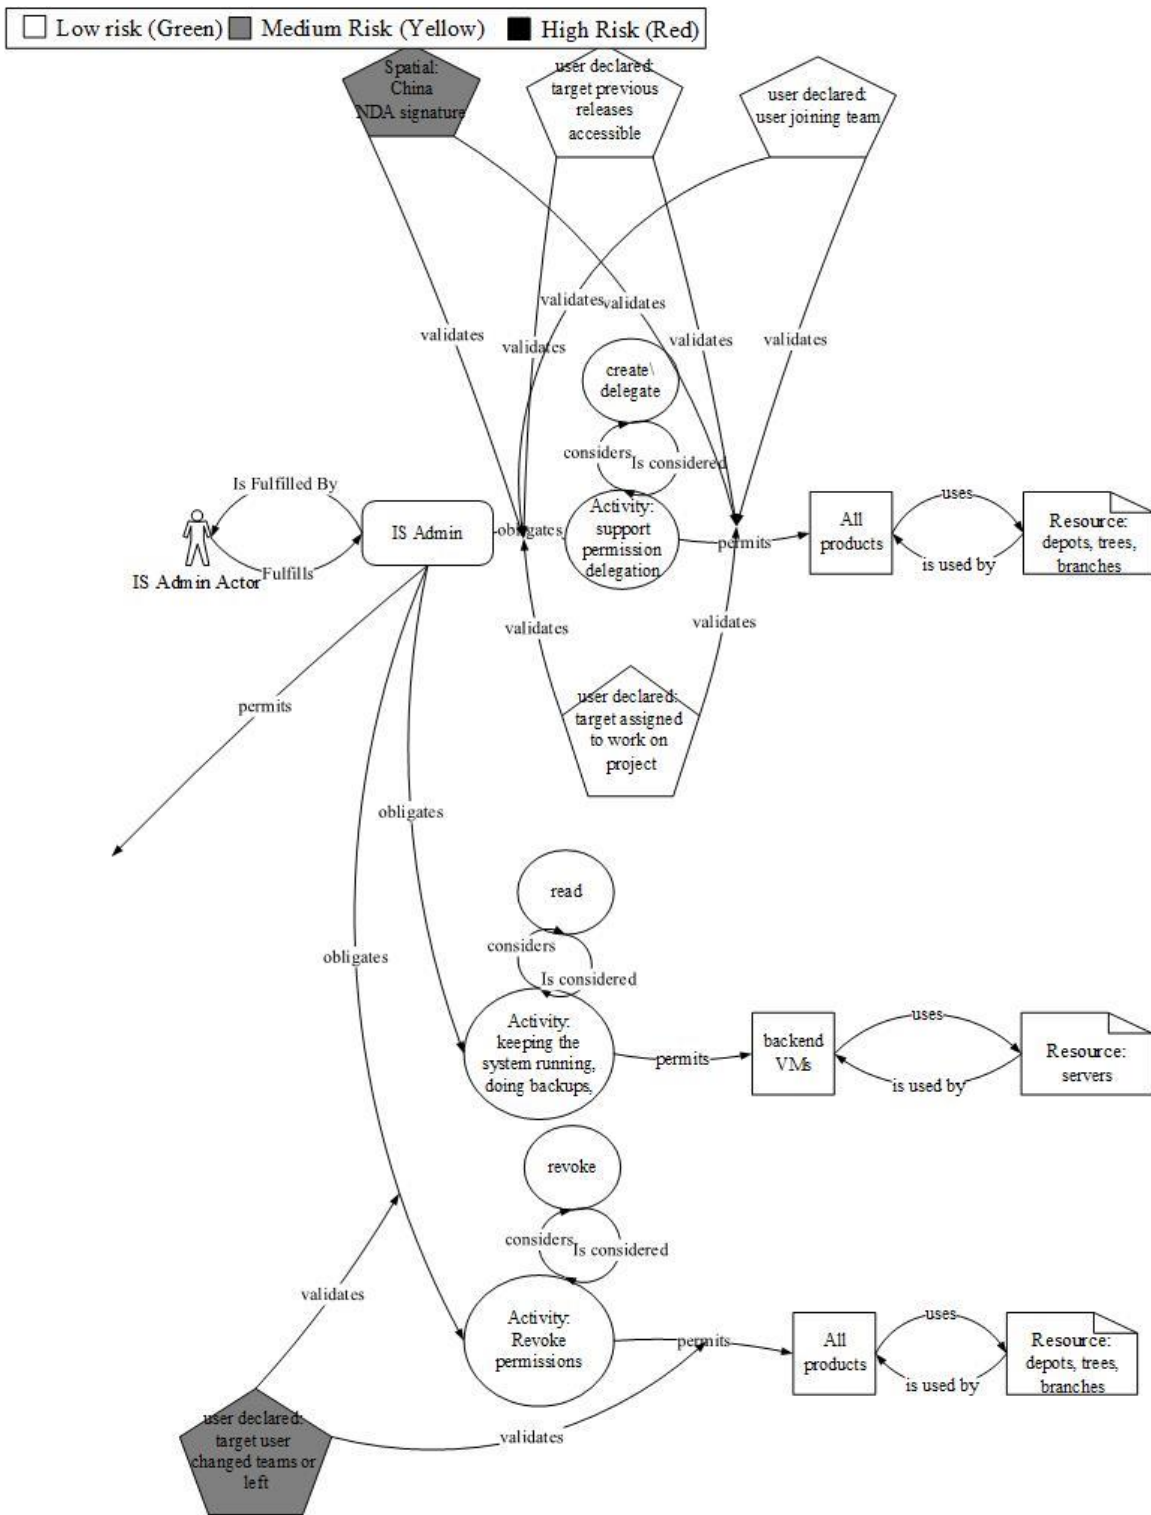 Low risk (Green) Medium Risk (Yellow) High Risk (Red)
Spatial:
China
NDA signature
user declared:
target previous
releases
accessible
user declared:
user joining team
validates
validates
validates
validates
validates
validates
create\
delegate
considers
Is considered
Is Fulfilled By
Fulfills
IS Admin Actor
IS Admin
obligates
Activity:
support
permission
delegation
permits
All
products
uses
is used by
Resource:
depots, trees,
branches
validates
validates
user declared:
target assigned
to work on
project
permits
obligates
obligates
read
considers
Is considered
Activity:
keeping the
system running,
doing backups,
permits
backend
VMs
uses
is used by
Resource:
servers
revoke
considers
Is considered
Activity:
Revoke
permissions
permits
All
products
uses
is used by
Resource:
depots, trees,
branches
validates
validates
user declared:
target user
changed teams or
left